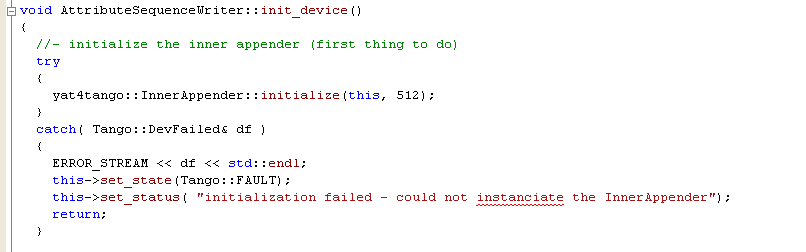 void AttributeSequenceWriter::init_device()
{
//- initialize the inner appender (first thing to do)
try
{
yat4tango::InnerAppender::initialize(this, 512);
}
catch( Tango::DevFailed& df )
{
ERROR_STREAM << df << std::endl;
this->set_state(Tango::FAULT);
this->set_status( "initialization failed - could not instanciate the InnerAppender");
return;
}